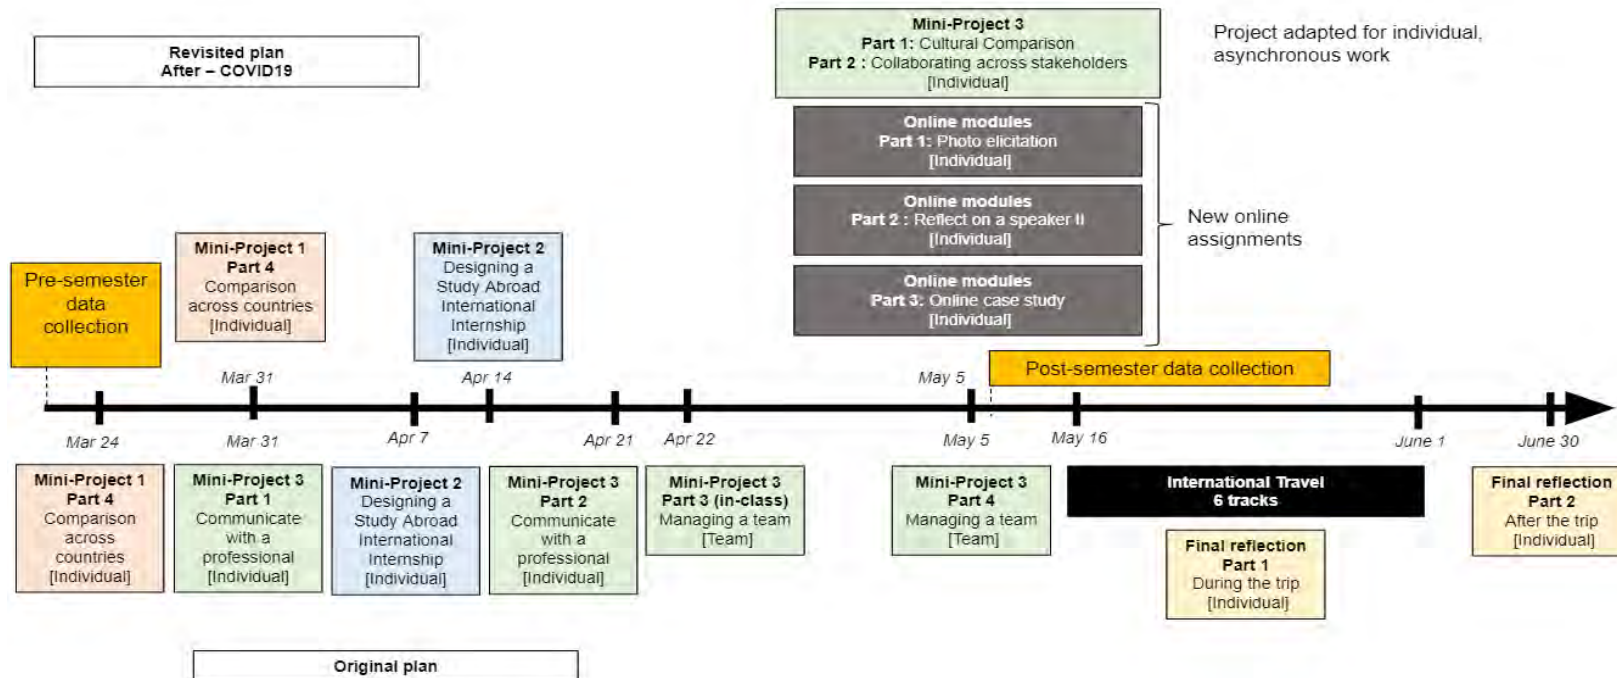 Revisited plan
After – COVID19
Mini-Project 3
Part 1: Cultural Comparison
Part 2 : Collaborating across stakeholders
[Individual]
Project adapted for individual,
asynchronous work
Online modules
Part 1: Photo elicitation
[Individual]
Online modules
Part 2 : Reflect on a speaker II
[Individual]
Online modules
Part 3: Online case study
[Individual]
New online
assignments
Pre-semester
data
collection
Mini-Project 1
Part 4
Comparison
across countries
[Individual]
Mini-Project 2
Designing a
Study Abroad
International
Internship
[Individual]
Post-semester data collection
Mar 31
Apr 14
May 5
Mar 24
Mar 31
Apr 7
Apr 21
Apr 22
May 5
May 16
June 1
June 30
Mini-Project 1
Part 4
Comparison
across
countries
[Individual]
Mini-Project 3
Part 1
Communicate
with a
professional
[Individual]
Mini-Project 2
Designing a
Study Abroad
International
Internship
[Individual]
Mini-Project 3
Part 2
Communicate
with a
professional
[Individual]
Mini-Project 3
Part 3 (in-class)
Managing a team
[Team]
Mini-Project 3
Part 4
Managing a team
[Team]
International Travel
6 tracks
Final reflection
Part 1
During the trip
[Individual]
Final reflection
Part 2
After the trip
[Individual]
Original plan